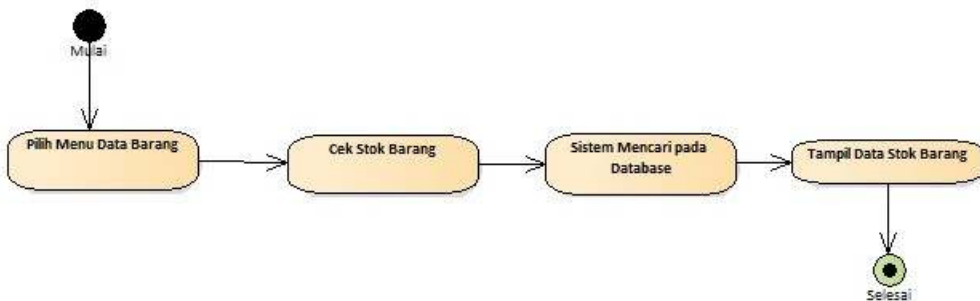 Mulai
Pilih Menu Data Barang
Cek Stok Barang
Sistem Mencari pada
Database
Tampil Data Stok Barang
Selesai